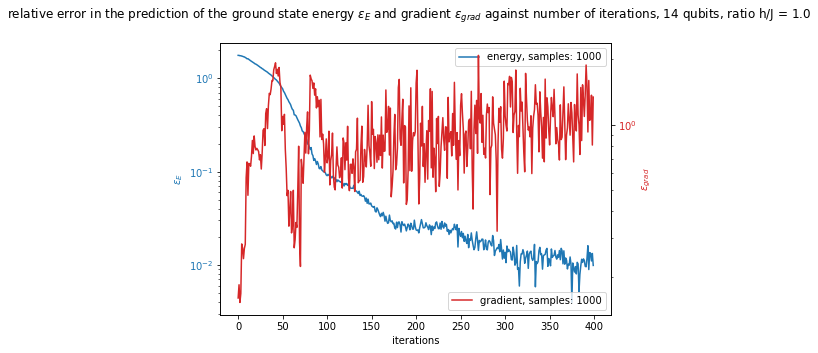 relative error in the prediction of the ground state energy ε_E and gradient ε_grad against number of iterations, 14 qubits, ratio h/J = 1.0
energy, samples: 1000
10^0
10^-1
10^-2
ε_E
10^0
ε_grad
gradient, samples: 1000
0 50 100 150 200 250 300 350 400
iterations